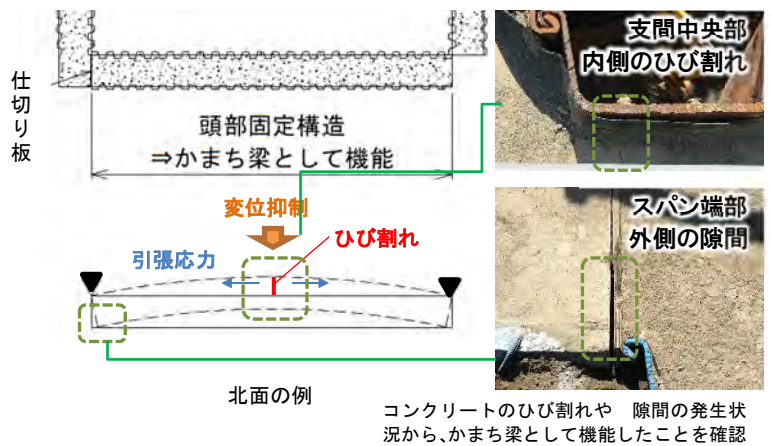 支間中央部
内側のひび割れ
仕切り板
頭部固定構造
⇒かまち梁として機能
変位抑制
ひび割れ
引張応力
スパン端部
外側の隙間
北面の例
コンクリートのひび割れや　隙間の発生状
況から、かまち梁として機能したことを確認